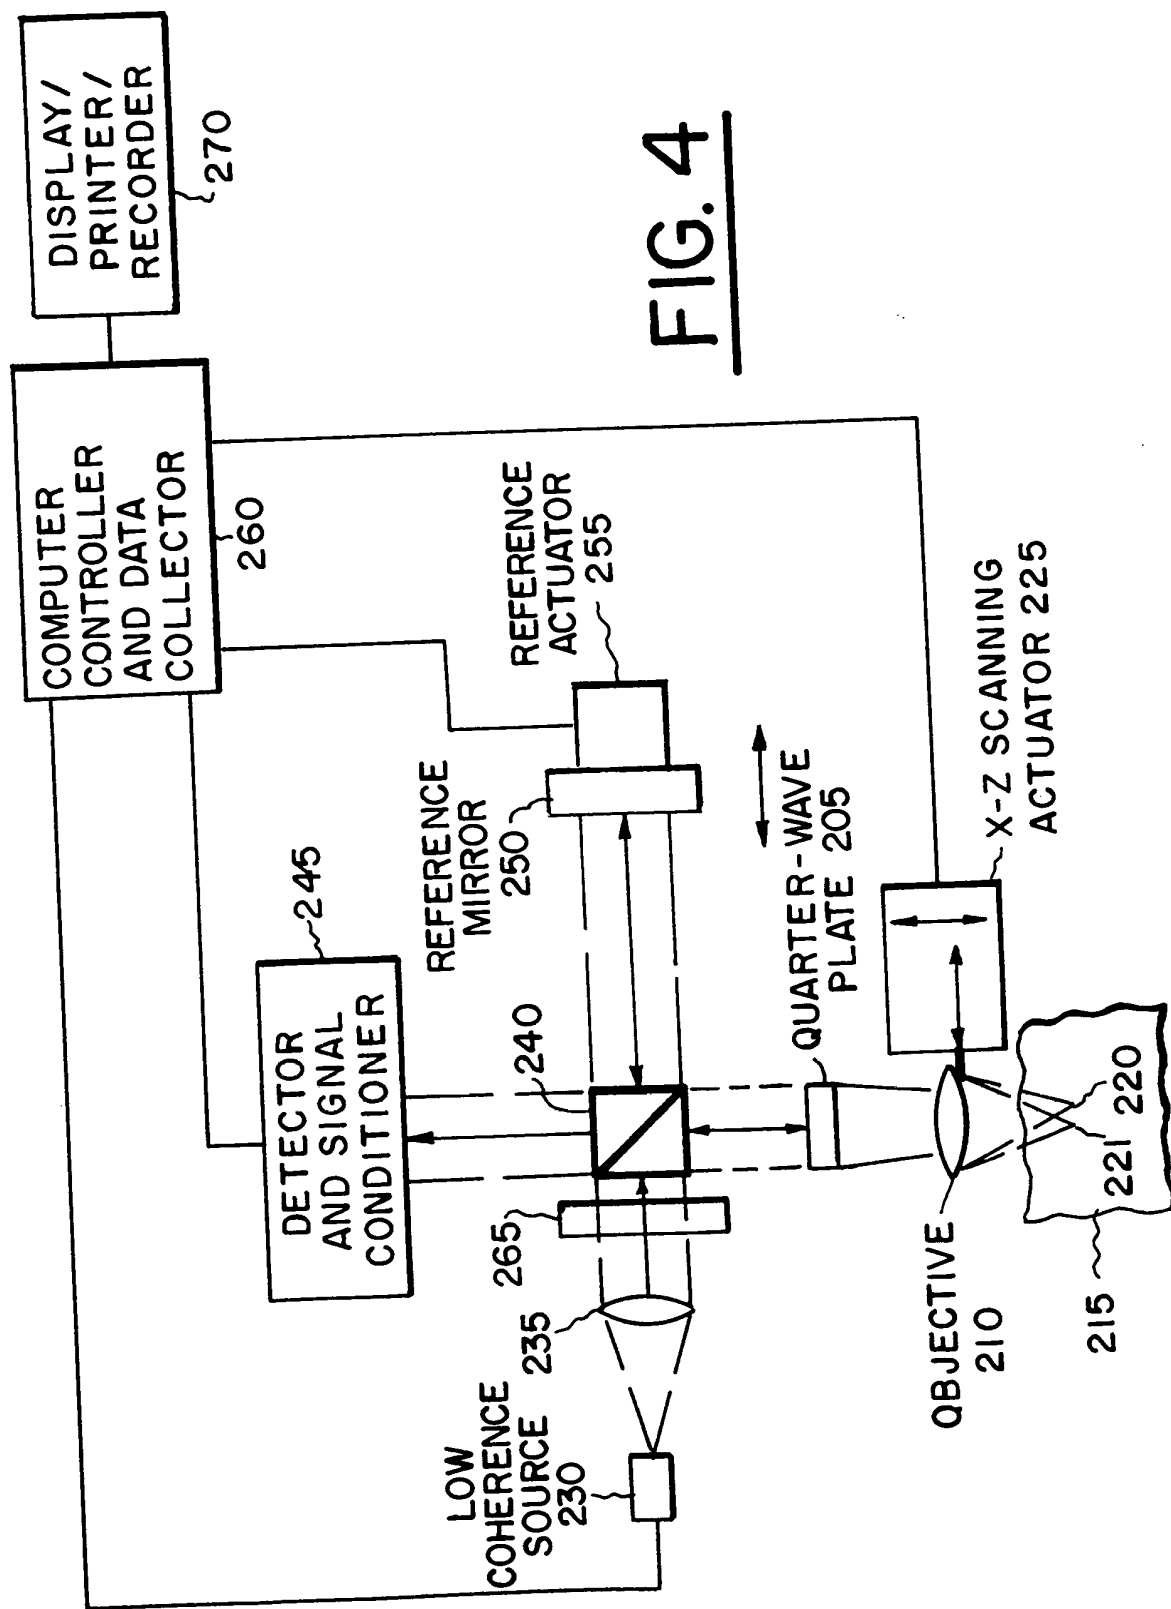 DISPLAY/
PRINTER/
RECORDER
270
COMPUTER
CONTROLLER
AND DATA
COLLECTOR
260
REFERENCE
ACTUATOR
255
REFERENCE
MIRROR
250
245
DETECTOR
AND SIGNAL
CONDITIONER
240
265
235
LOW
COHERENCE
SOURCE
230
QUARTER-WAVE
PLATE 205
X-Z SCANNING
ACTUATOR 225
QBJECTIVE
210
220
221
215
FIG. 4